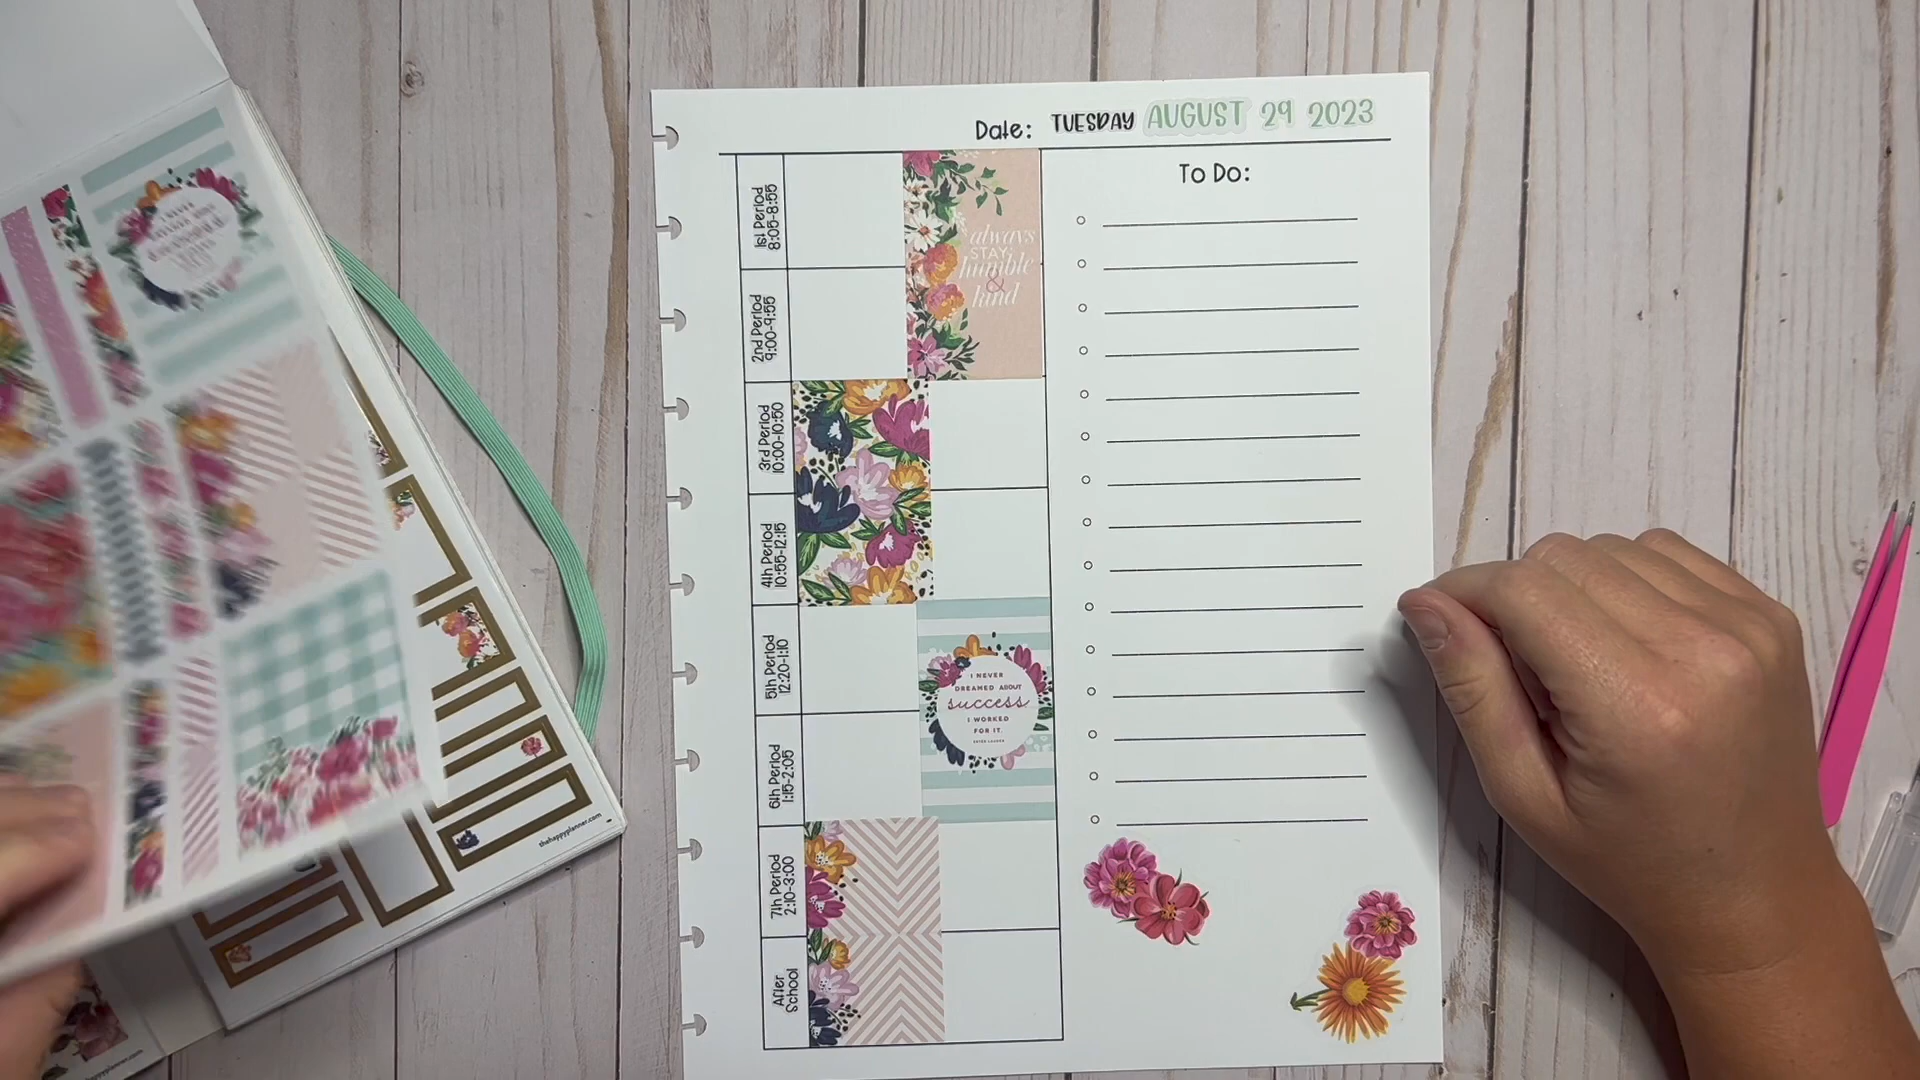 Date: TUESDAY AUGUST 29 2023
To Do:
1st Period
8:05-8:55
always
STAY
humble
&
kind
2nd Period
9:00-9:55
3rd Period
10:00-10:50
4th Period
10:55-12:15
5th Period
12:20-1:10
I NEVER
DREAMED ABOUT
success
I WORKED
FOR IT.
ESTÉE LAUDER
6th Period
1:15-2:05
7th Period
2:10-3:00
After
School
thehappyplanner.com